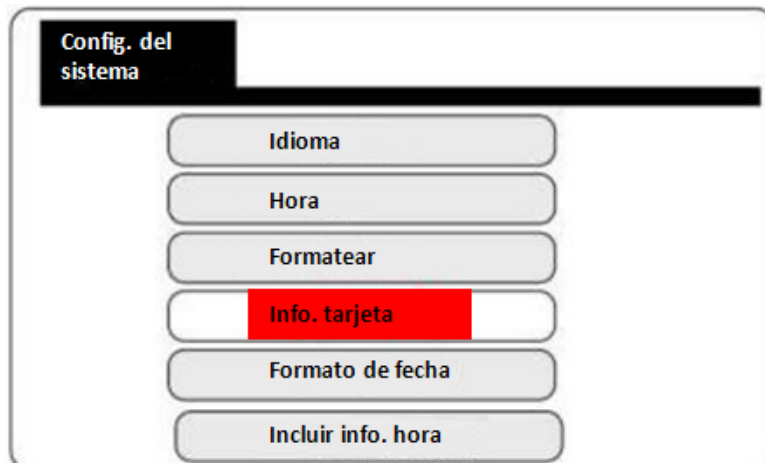 Config. del
sistema
Idioma
Hora
Formatear
Info. tarjeta
Formato de fecha
Incluir info. hora